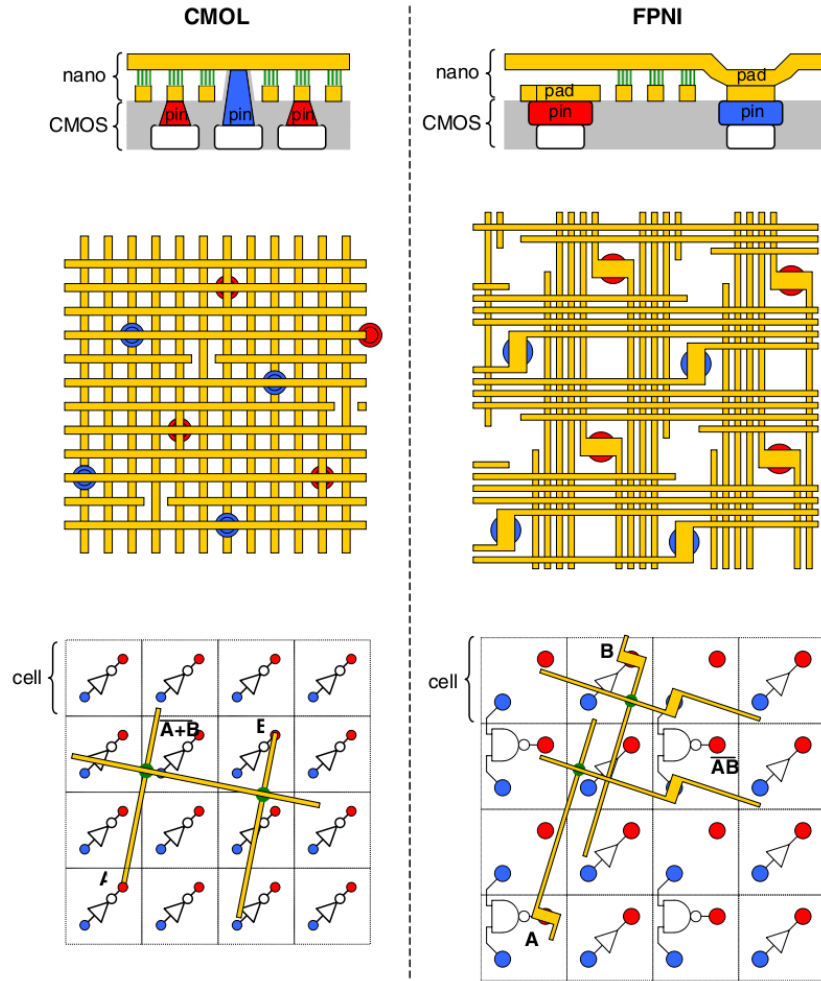 CMOL
nano
CMOS
pin
pin
pin
cell
A+B
FPNI
nano
CMOS
pad
pad
pin
pin
cell
B
AB
A